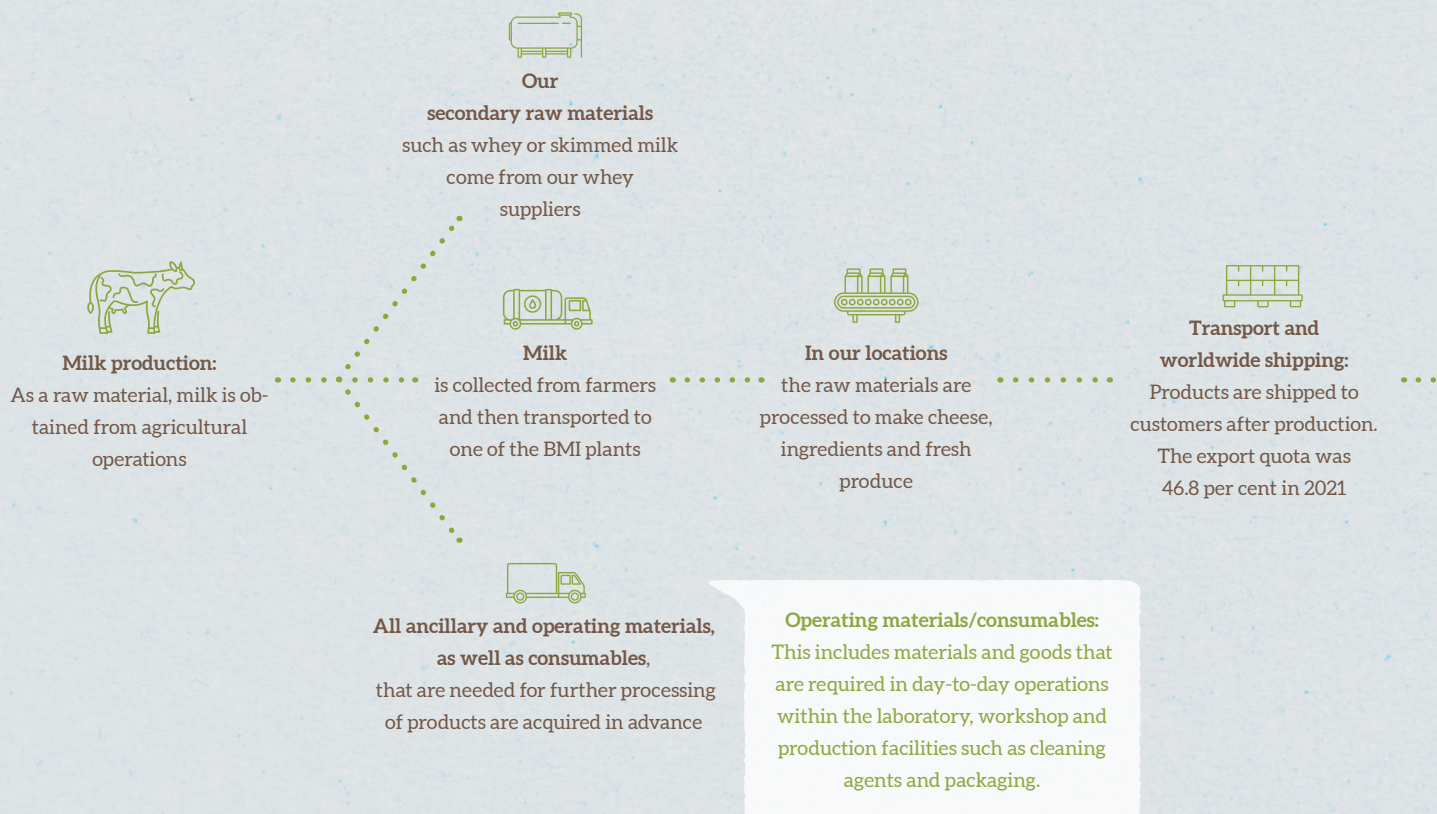 Our
secondary raw materials
such as whey or skimmed milk
come from our whey
suppliers
Milk production:
As a raw material, milk is ob-
tained from agricultural
operations
Milk
is collected from farmers
and then transported to
one of the BMI plants
In our locations
the raw materials are
processed to make cheese,
ingredients and fresh
produce
Transport and
worldwide shipping:
Products are shipped to
customers after production.
The export quota was
46.8 per cent in 2021
All ancillary and operating materials,
as well as consumables,
that are needed for further processing
of products are acquired in advance
Operating materials/consumables:
This includes materials and goods that
are required in day-to-day operations
within the laboratory, workshop and
production facilities such as cleaning
agents and packaging.